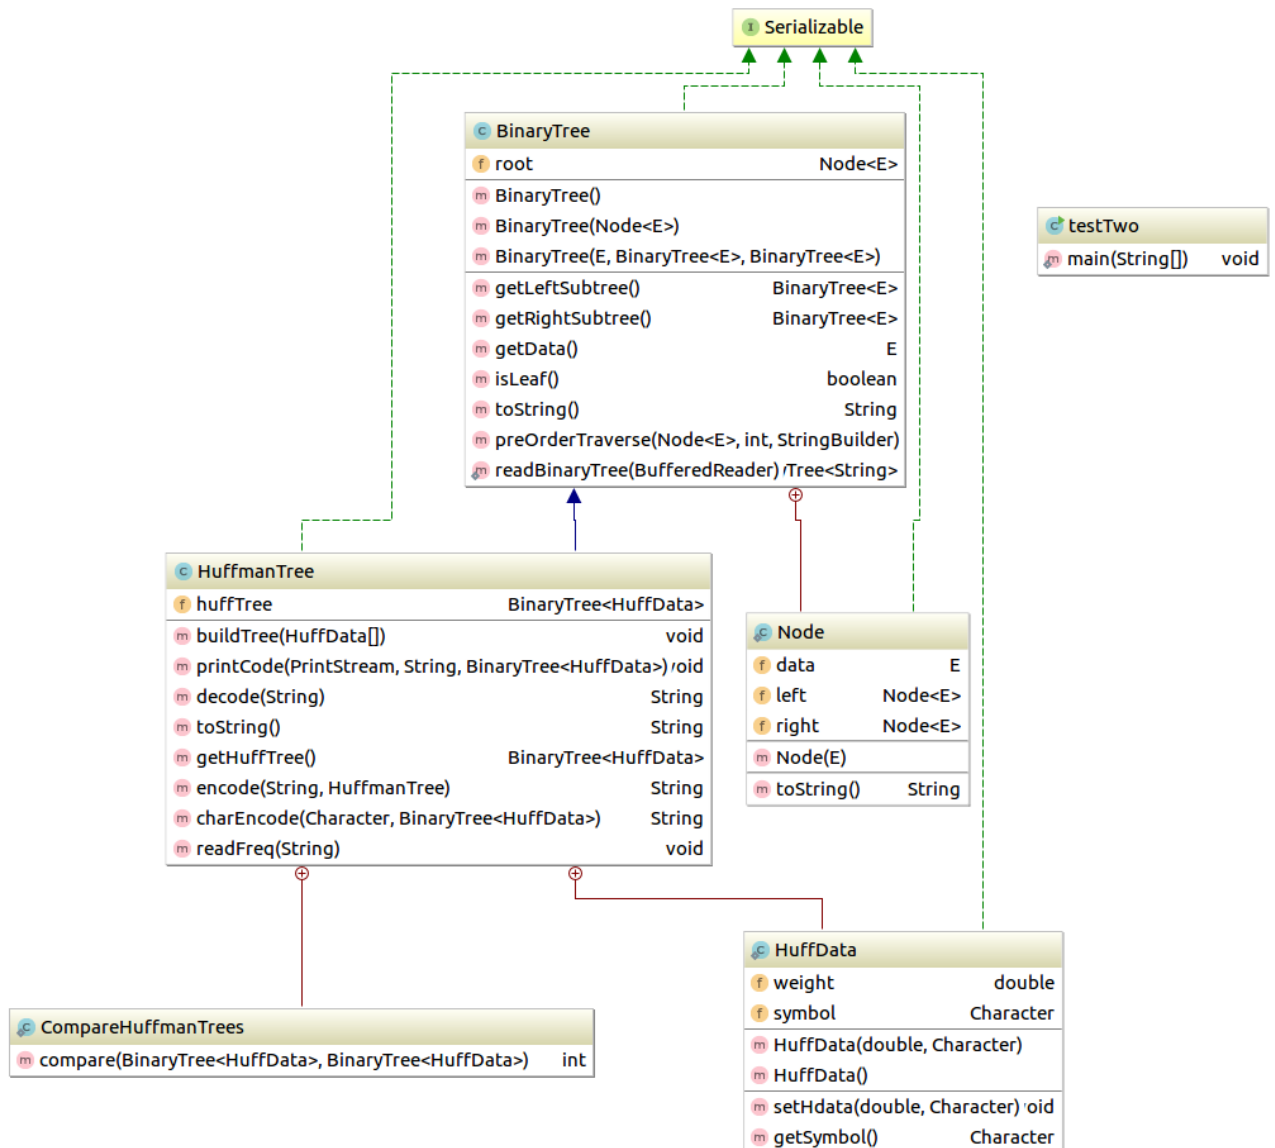 Serializable
BinaryTree
root Node<E>
BinaryTree()
BinaryTree(Node<E>)
BinaryTree(E, BinaryTree<E>, BinaryTree<E>)
getLeftSubtree() BinaryTree<E>
getRightSubtree() BinaryTree<E>
getData() E
isLeaf() boolean
toString() String
preOrderTraverse(Node<E>, int, StringBuilder)
readBinaryTree(BufferedReader) Tree<String>
testTwo
main(String[]) void
HuffmanTree
huffTree BinaryTree<HuffData>
buildTree(HuffData[]) void
printCode(PrintStream, String, BinaryTree<HuffData>) void
decode(String) String
toString() String
getHuffTree() BinaryTree<HuffData>
encode(String, HuffmanTree) String
charEncode(Character, BinaryTree<HuffData>) String
readFreq(String) void
Node
data E
left Node<E>
right Node<E>
Node(E)
toString() String
HuffData
weight double
symbol Character
HuffData(double, Character)
HuffData()
setHdata(double, Character) void
getSymbol() Character
CompareHuffmanTrees
compare(BinaryTree<HuffData>, BinaryTree<HuffData>) int